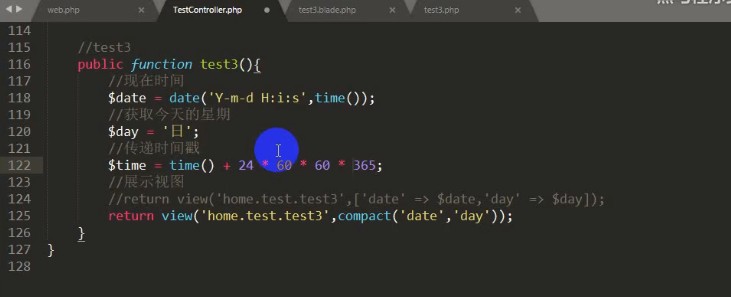 web.php × TestController.php test3.blade.php × test3.php ×
114
115 //test3
116 public function test3(){
117 //现在时间
118 $date = date('Y-m-d H:i:s',time());
119 //获取今天的星期
120 $day = '日';
121 //传递时间戳
122 $time = time() + 24 * 60 * 60 * 365;
123 //展示视图
124 //return view('home.test.test3',['date' => $date,'day' => $day]);
125 return view('home.test.test3',compact('date','day'));
126 }
127 }
128